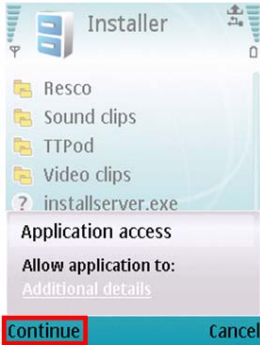 Installer
Resco
Sound clips
TTPod
Video clips
? installserver.exe
Application access
Allow application to:
Additional details
Continue Cancel